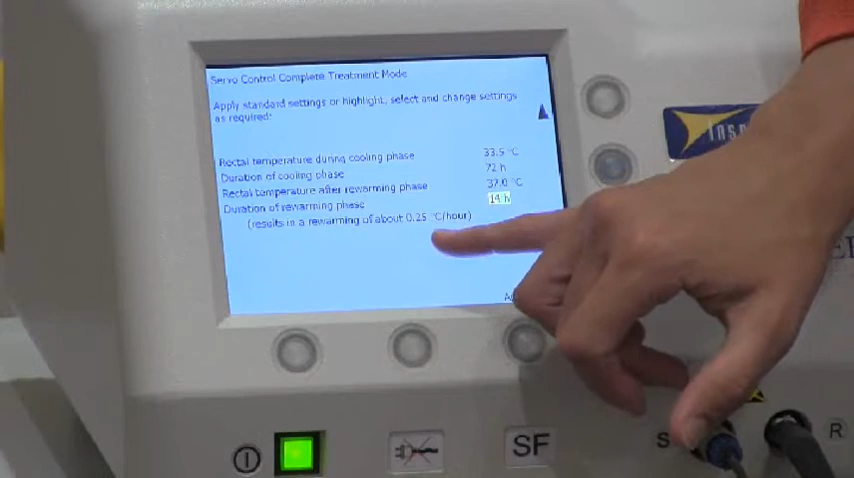 Servo Control Complete Treatment Mode
Apply standard settings or highlight, select and change settings
as required:
Rectal temperature during cooling phase 33.5 °C
Duration of cooling phase 72 h
Rectal temperature after rewarming phase 37.0 °C
Duration of rewarming phase 14 h
(results in a rewarming of about 0.25 °C/hour)
SF
R